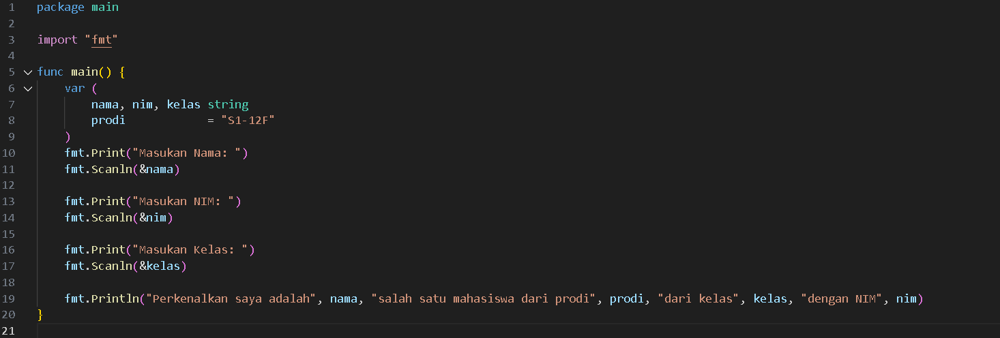 1 package main
2
3 import "fmt"
4
5 func main() {
6     var (
7         nama, nim, kelas string
8         prodi            = "S1-12F"
9     )
10     fmt.Print("Masukan Nama: ")
11     fmt.Scanln(&nama)
12
13     fmt.Print("Masukan NIM: ")
14     fmt.Scanln(&nim)
15
16     fmt.Print("Masukan Kelas: ")
17     fmt.Scanln(&kelas)
18
19     fmt.Println("Perkenalkan saya adalah", nama, "salah satu mahasiswa dari prodi", prodi, "dari kelas", kelas, "dengan NIM", nim)
20 }
21